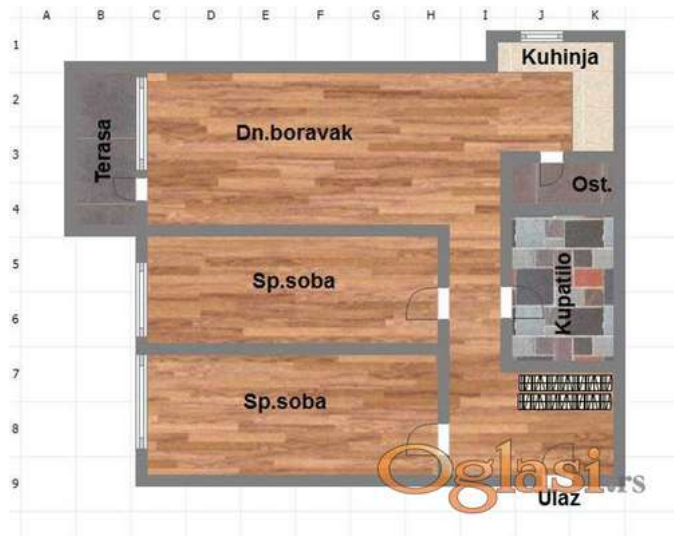 A B C D E F G H I J K
1
Kuhinja
2
Dn.boravak
Terasa
3
Ost.
4
5
Sp.soba
Kupatilo
6
7
Sp.soba
8
Oglasi.rs
9
Ulaz